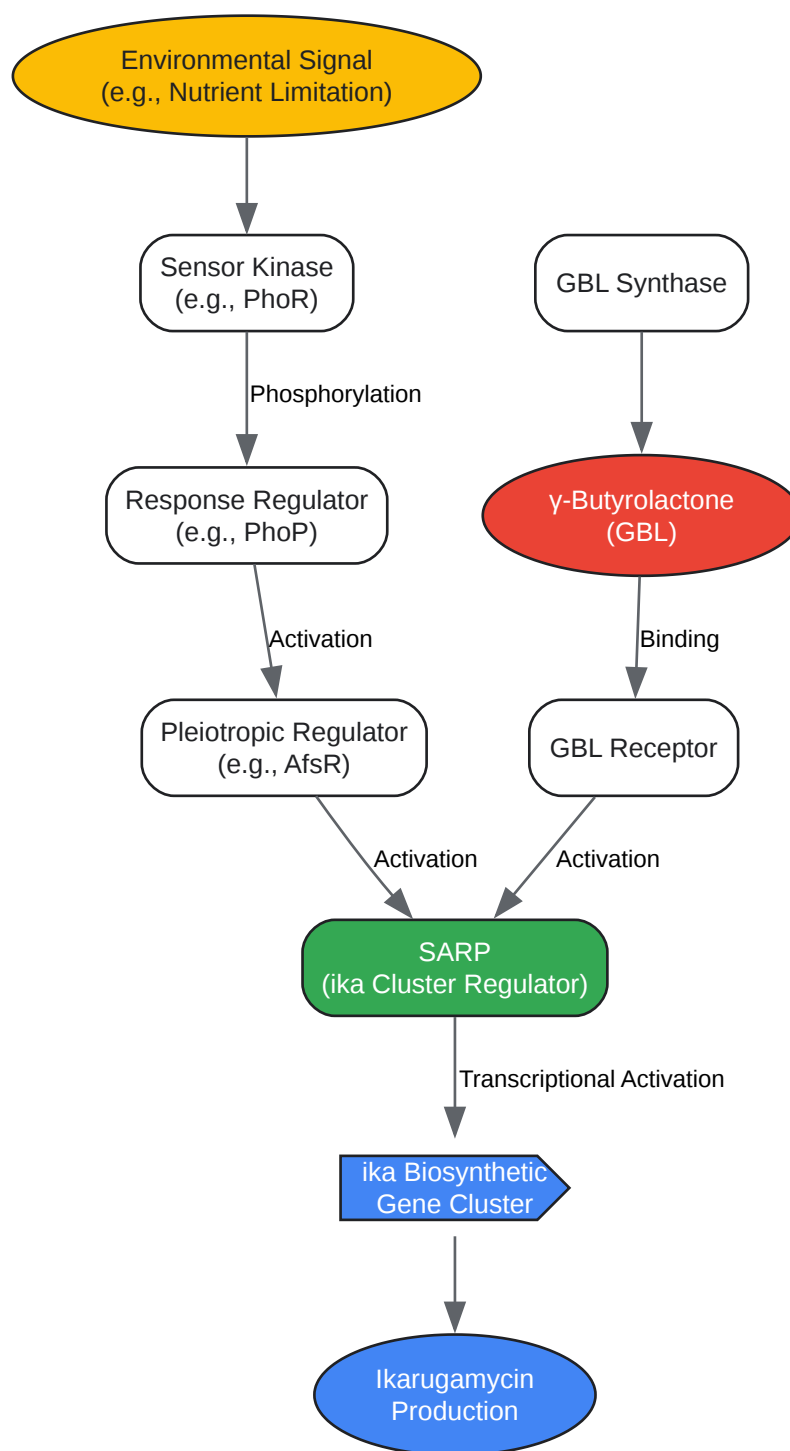 Environmental Signal
(e.g., Nutrient Limitation)
Sensor Kinase
(e.g., PhoR)
GBL Synthase
Phosphorylation
Response Regulator
(e.g., PhoP)
γ-Butyrolactone
(GBL)
Activation
Binding
Pleiotropic Regulator
(e.g., AfsR)
GBL Receptor
Activation
Activation
SARP
(ika Cluster Regulator)
Transcriptional Activation
ika Biosynthetic
Gene Cluster
Ikarugamycin
Production